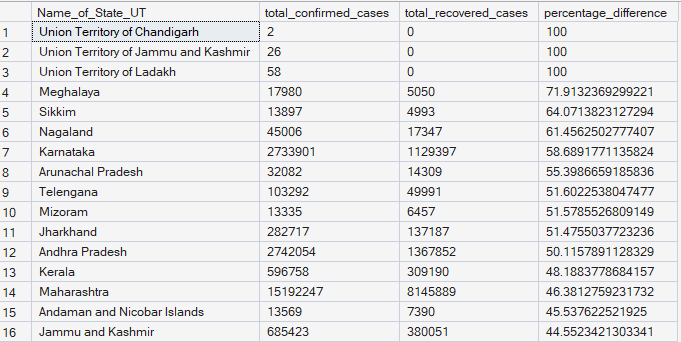 Name_of_State_UT total_confirmed_cases total_recovered_cases percentage_difference
1 Union Territory of Chandigarh 2 0 100
2 Union Territory of Jammu and Kashmir 26 0 100
3 Union Territory of Ladakh 58 0 100
4 Meghalaya 17980 5050 71.9132369299221
5 Sikkim 13897 4993 64.0713823127294
6 Nagaland 45006 17347 61.4562502777407
7 Karnataka 2733901 1129397 58.6891771135824
8 Arunachal Pradesh 32082 14309 55.3986659185836
9 Telengana 103292 49991 51.6022538047477
10 Mizoram 13335 6457 51.5785526809149
11 Jharkhand 282717 137187 51.4755037723236
12 Andhra Pradesh 2742054 1367852 50.1157891128329
13 Kerala 596758 309190 48.1883778684157
14 Maharashtra 15192247 8145889 46.3812759231732
15 Andaman and Nicobar Islands 13569 7390 45.537622521925
16 Jammu and Kashmir 685423 380051 44.5523421303341